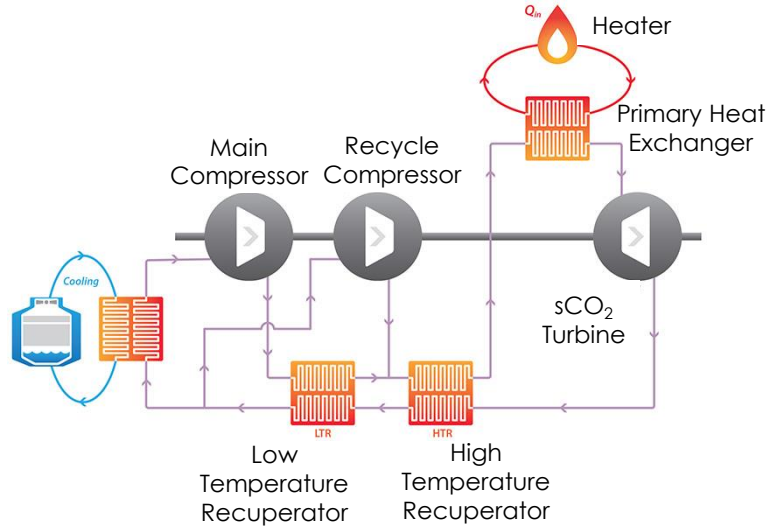 Qin
Heater
Primary Heat
Exchanger
Main
Compressor
Recycle
Compressor
Cooling
sCO₂
Turbine
LTR
HTR
Low
Temperature
Recuperator
High
Temperature
Recuperator